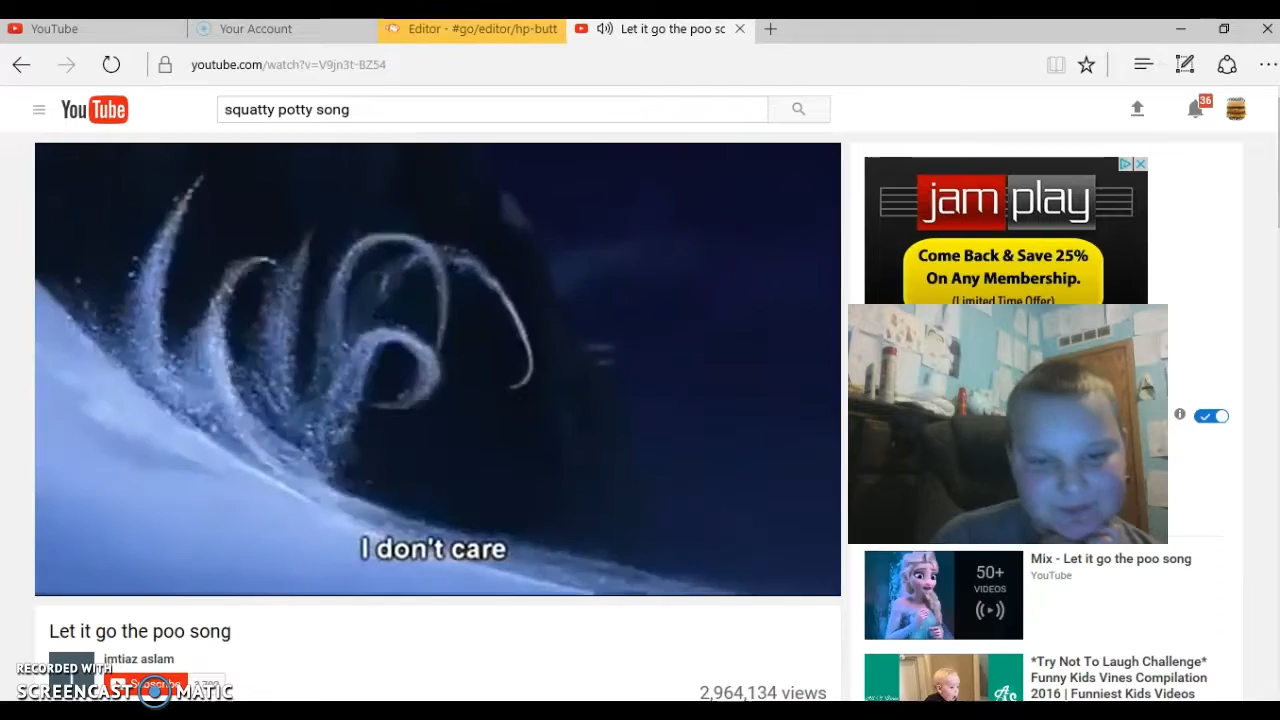 YouTube
Your Account
Editor - #go/editor/hp-butt
Let it go the poo sc
youtube.com/watch?v=V9jn3t-BZ54
YouTube
squatty potty song
36
jam play
Come Back & Save 25%
On Any Membership.
(Limited Time Offer)
I don't care
50+
VIDEOS
Mix - Let it go the poo song
YouTube
Let it go the poo song
imtiaz aslam
Subscribe
RECORDED WITH
SCREENCAST MATIC
2,964,134 views
*Try Not To Laugh Challenge*
Funny Kids Vines Compilation
2016 | Funniest Kids Videos